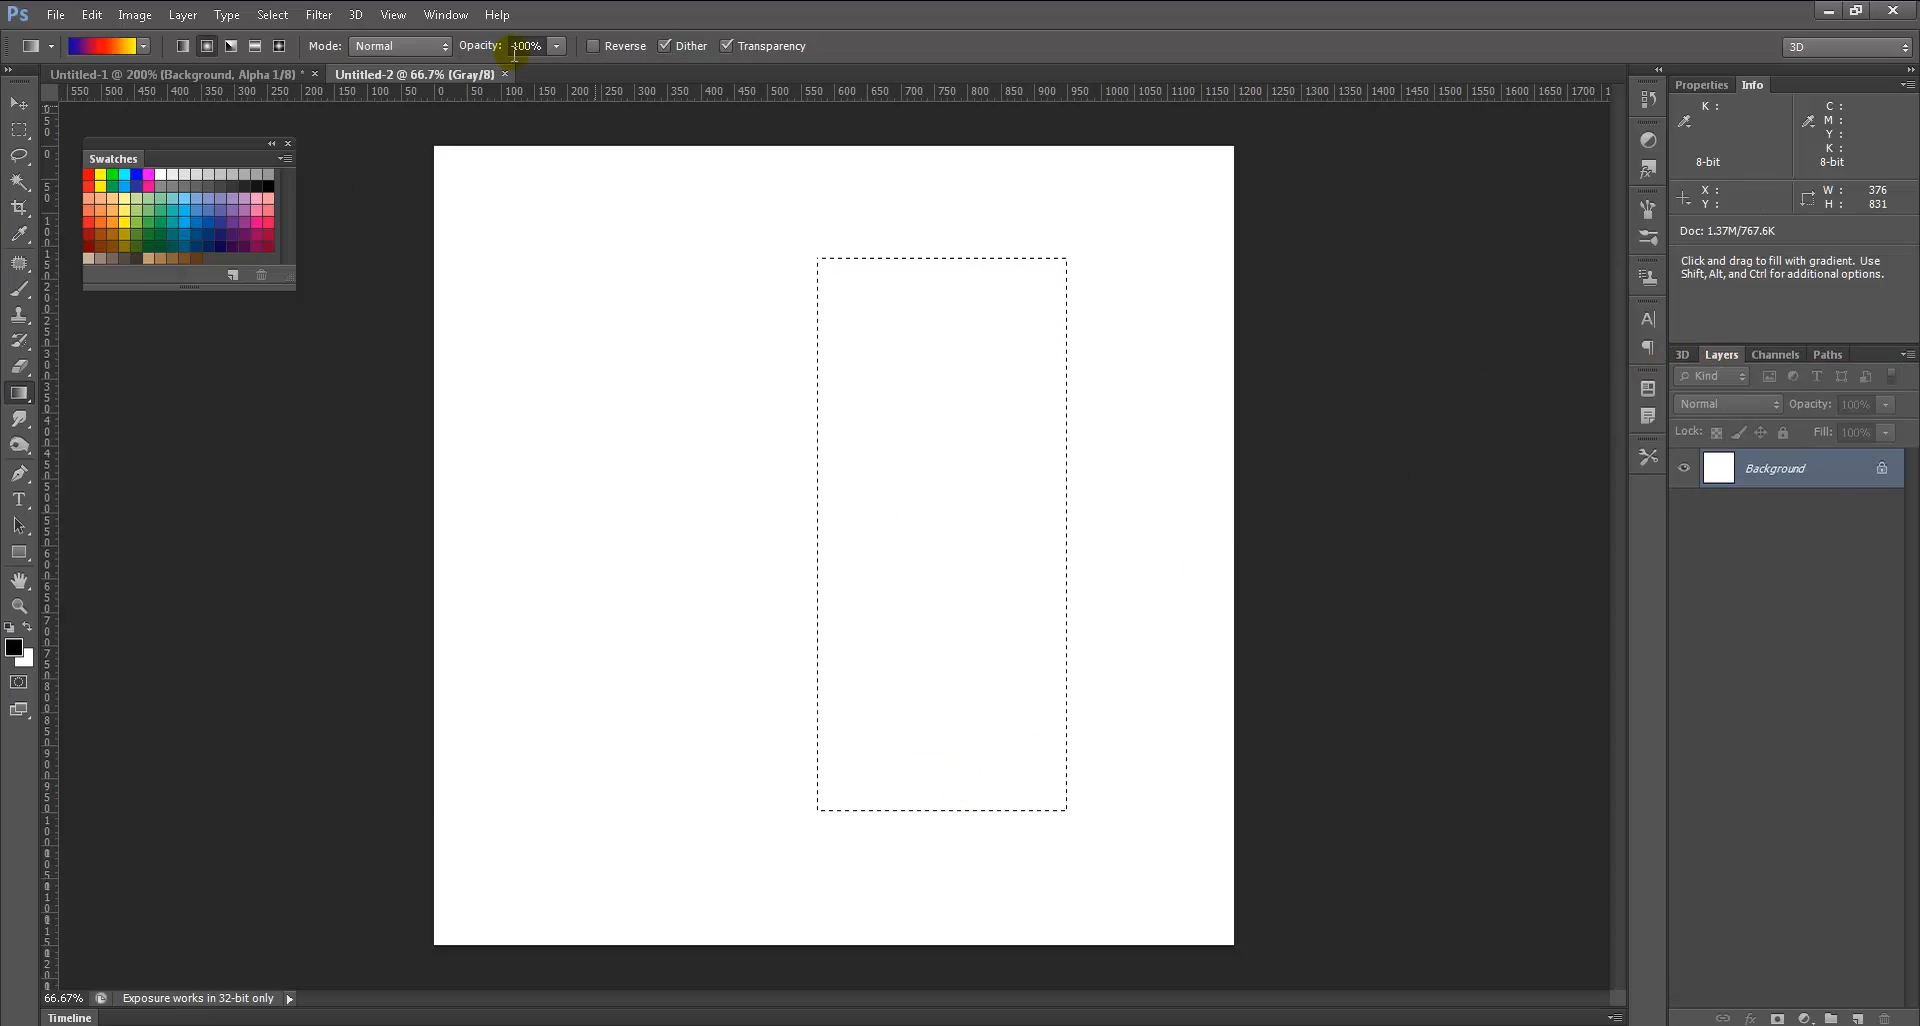 Ps File Edit Image Layer Type Select Filter 3D View Window Help
Mode: Normal Opacity: 100% Reverse Dither Transparency 3D
Untitled-1 @ 200% (Background, Alpha 1/8) * × Untitled-2 @ 66.7% (Gray/8) ×
550 500 450 400 350 300 250 200 150 100 50 0 50 100 150 200 250 300 350 400 450 500 550 600 650 700 750 800 850 900 950 1000 1050 1100 1150 1200 1250 1300 1350 1400 1450 1500 1550 1600 1650 1700
Swatches
Properties Info
K : C :
M :
Y :
K :
8-bit 8-bit
X : W : 376
Y : H : 831
Doc: 1.37M/767.6K
Click and drag to fill with gradient. Use
Shift, Alt, and Ctrl for additional options.
3D Layers Channels Paths
Kind
Normal Opacity: 100%
Lock: Fill: 100%
Background
66.67% Exposure works in 32-bit only
Timeline